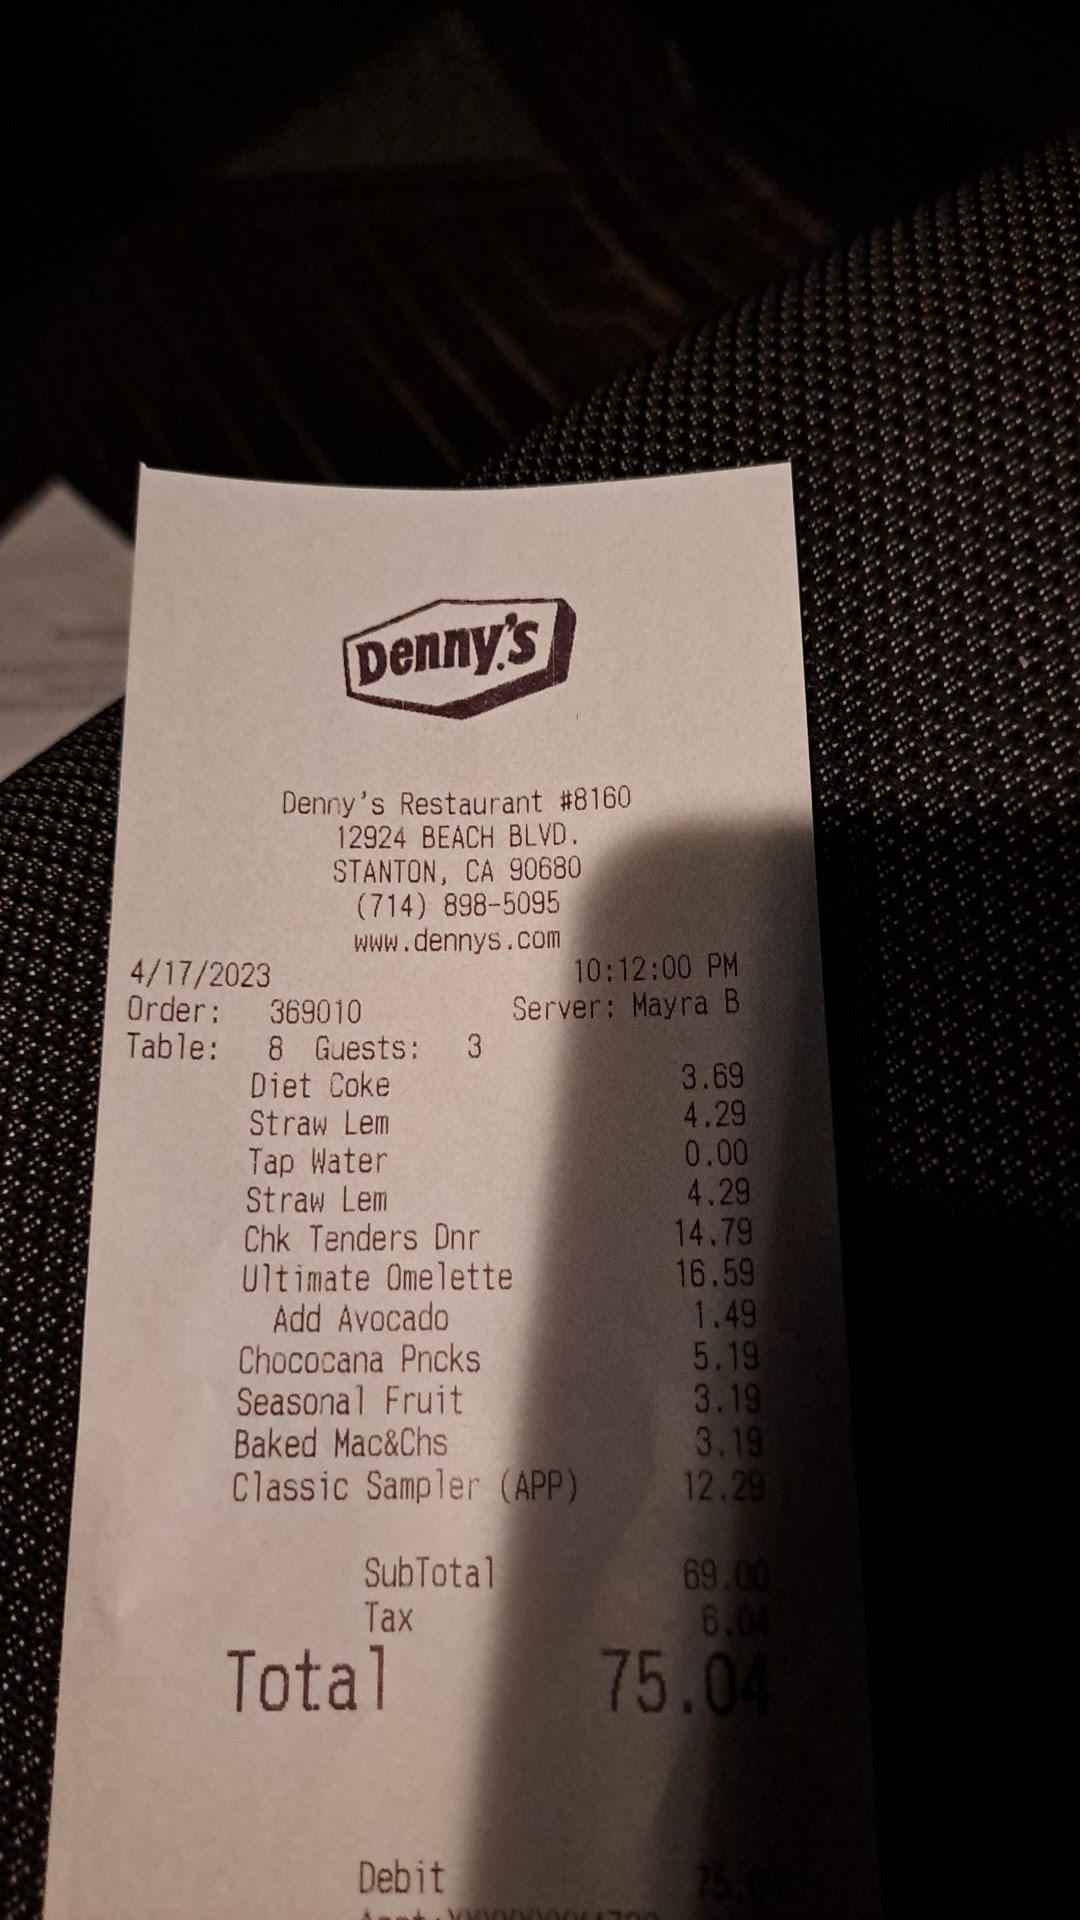 Denny's
Denny's Restaurant #8160
12924 BEACH BLVD.
STANTON, CA 90680
(714) 898-5095
www.dennys.com
4/17/2023 10:12:00 PM
Order: 369010 Server: Mayra B
Table: 8 Guests: 3
Diet Coke 3.69
Straw Lem 4.29
Tap Water 0.00
Straw Lem 4.29
Chk Tenders Dnr 14.79
Ultimate Omelette 16.59
Add Avocado 1.49
Chococana Pncks 5.19
Seasonal Fruit 3.19
Baked Mac&Chs 3.19
Classic Sampler (APP) 12.29
SubTotal 69.00
Tax 6.04
Total 75.04
Debit 75.04